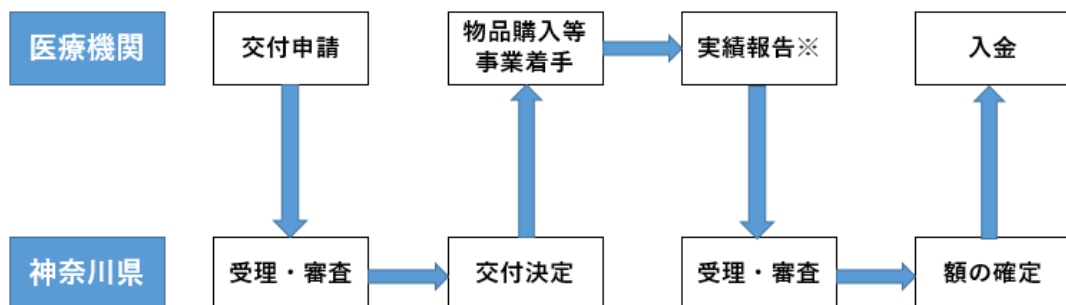 医療機関
交付申請
物品購入等
事業着手
実績報告※
入金
神奈川県
受理・審査
交付決定
受理・審査
額の確定